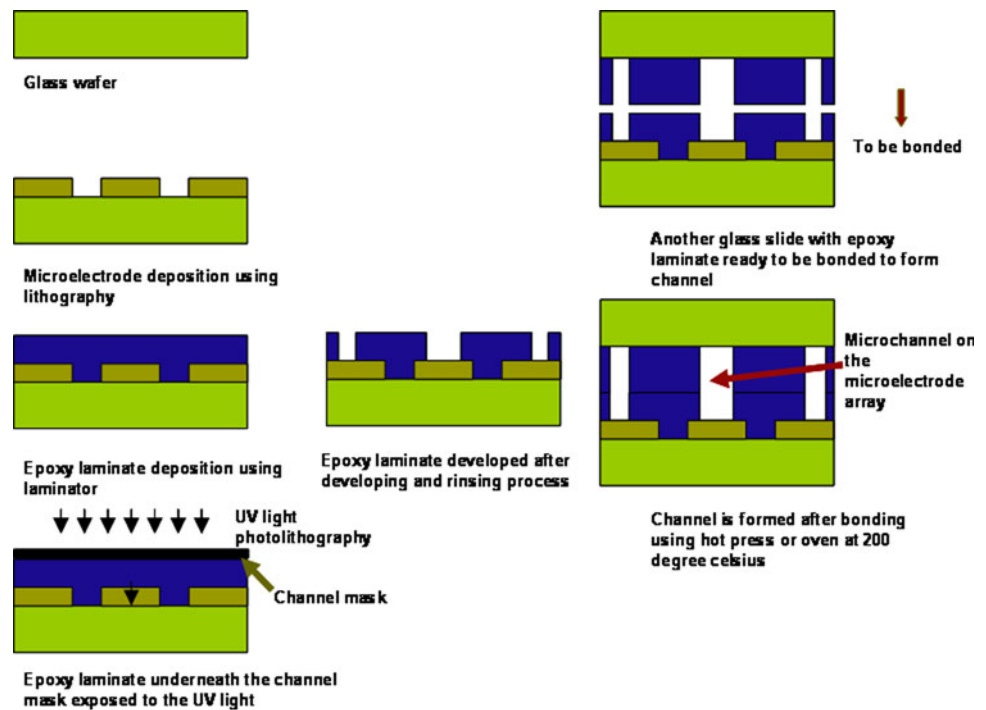 Glass wafer
Microelectrode deposition using
lithography
Epoxy laminate deposition using
laminator
UV light
photolithography
Channel mask
Epoxy laminate underneath the channel
mask exposed to the UV light
Epoxy laminate developed after
developing and rinsing process
To be bonded
Another glass slide with epoxy
laminate ready to be bonded to form
channel
Microchannel on
the
microelectrode
array
Channel is formed after bonding
using hot press or oven at 200
degree celsius